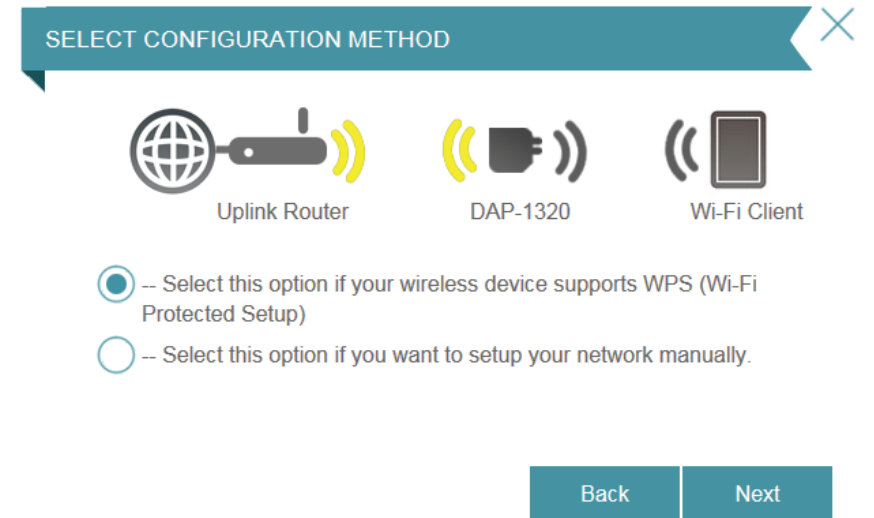 SELECT CONFIGURATION METHOD
Uplink Router
DAP-1320
Wi-Fi Client
-- Select this option if your wireless device supports WPS (Wi-Fi
Protected Setup)
-- Select this option if you want to setup your network manually.
Back
Next